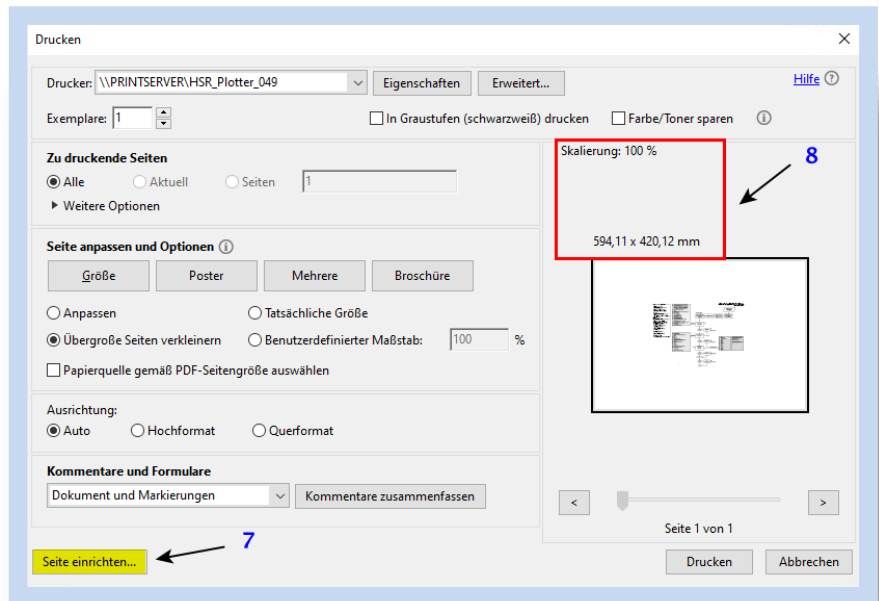 Drucken
Drucker: \\PRINTSERVER\HSR_Plotter_049 Eigenschaften Erweitert... Hilfe
Exemplare: 1 In Graustufen (schwarzweiß) drucken Farbe/Toner sparen
Zu druckende Seiten
Alle Aktuell Seiten 1
Weitere Optionen
Seite anpassen und Optionen
Größe Poster Mehrere Broschüre
Anpassen Tatsächliche Größe
Übergroße Seiten verkleinern Benutzerdefinierter Maßstab: 100 %
Papierquelle gemäß PDF-Seitengröße auswählen
Ausrichtung:
Auto Hochformat Querformat
Kommentare und Formulare
Dokument und Markierungen Kommentare zusammenfassen
7
Seite einrichten...
Skalierung: 100 %
8
594,11 x 420,12 mm
< >
Seite 1 von 1
Drucken Abbrechen